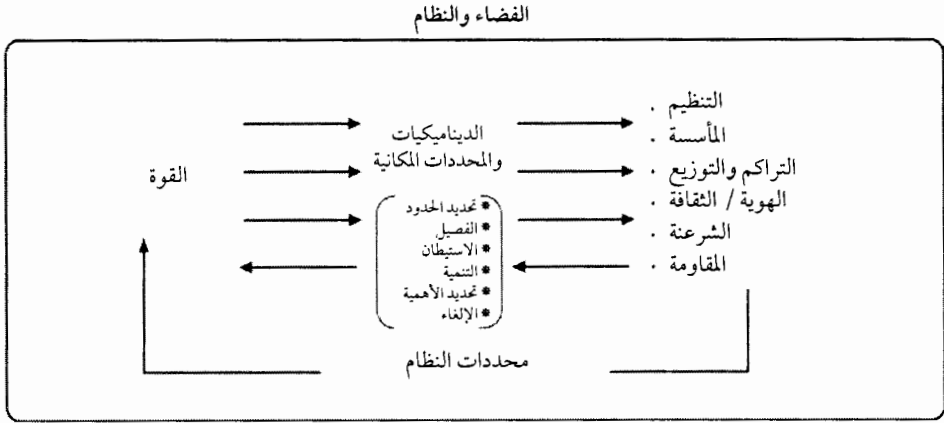 الفضاء والنظام
القوة
الديناميكيات
والمحددات المكانية
* تحديد الحدود
* الفصل
* الاستيطان
* التنمية
* تحديد الأهمية
* الإلغاء
. التنظيم
. المأسسة
. التراكم والتوزيع
. الهوية / الثقافة
. الشرعنة
. المقاومة
محددات النظام